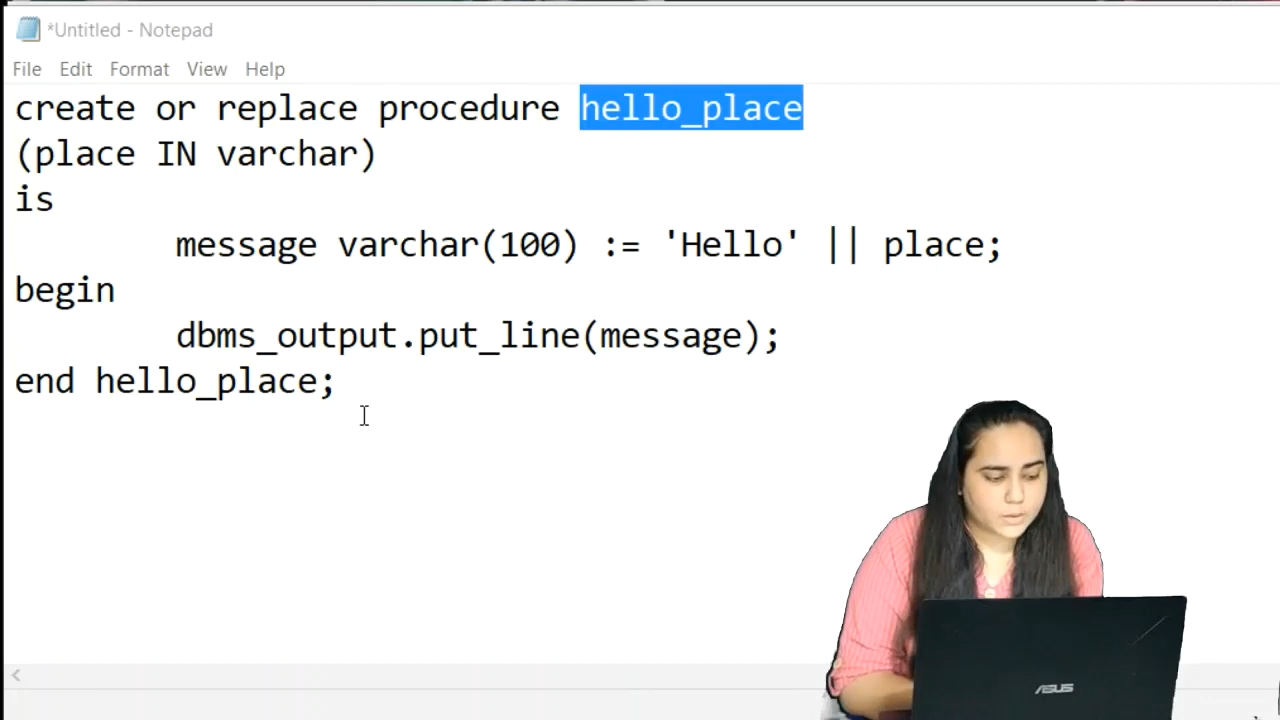 *Untitled - Notepad
File Edit Format View Help
create or replace procedure hello_place
(place IN varchar)
is
message varchar(100) := 'Hello' || place;
begin
dbms_output.put_line(message);
end hello_place;
ASUS